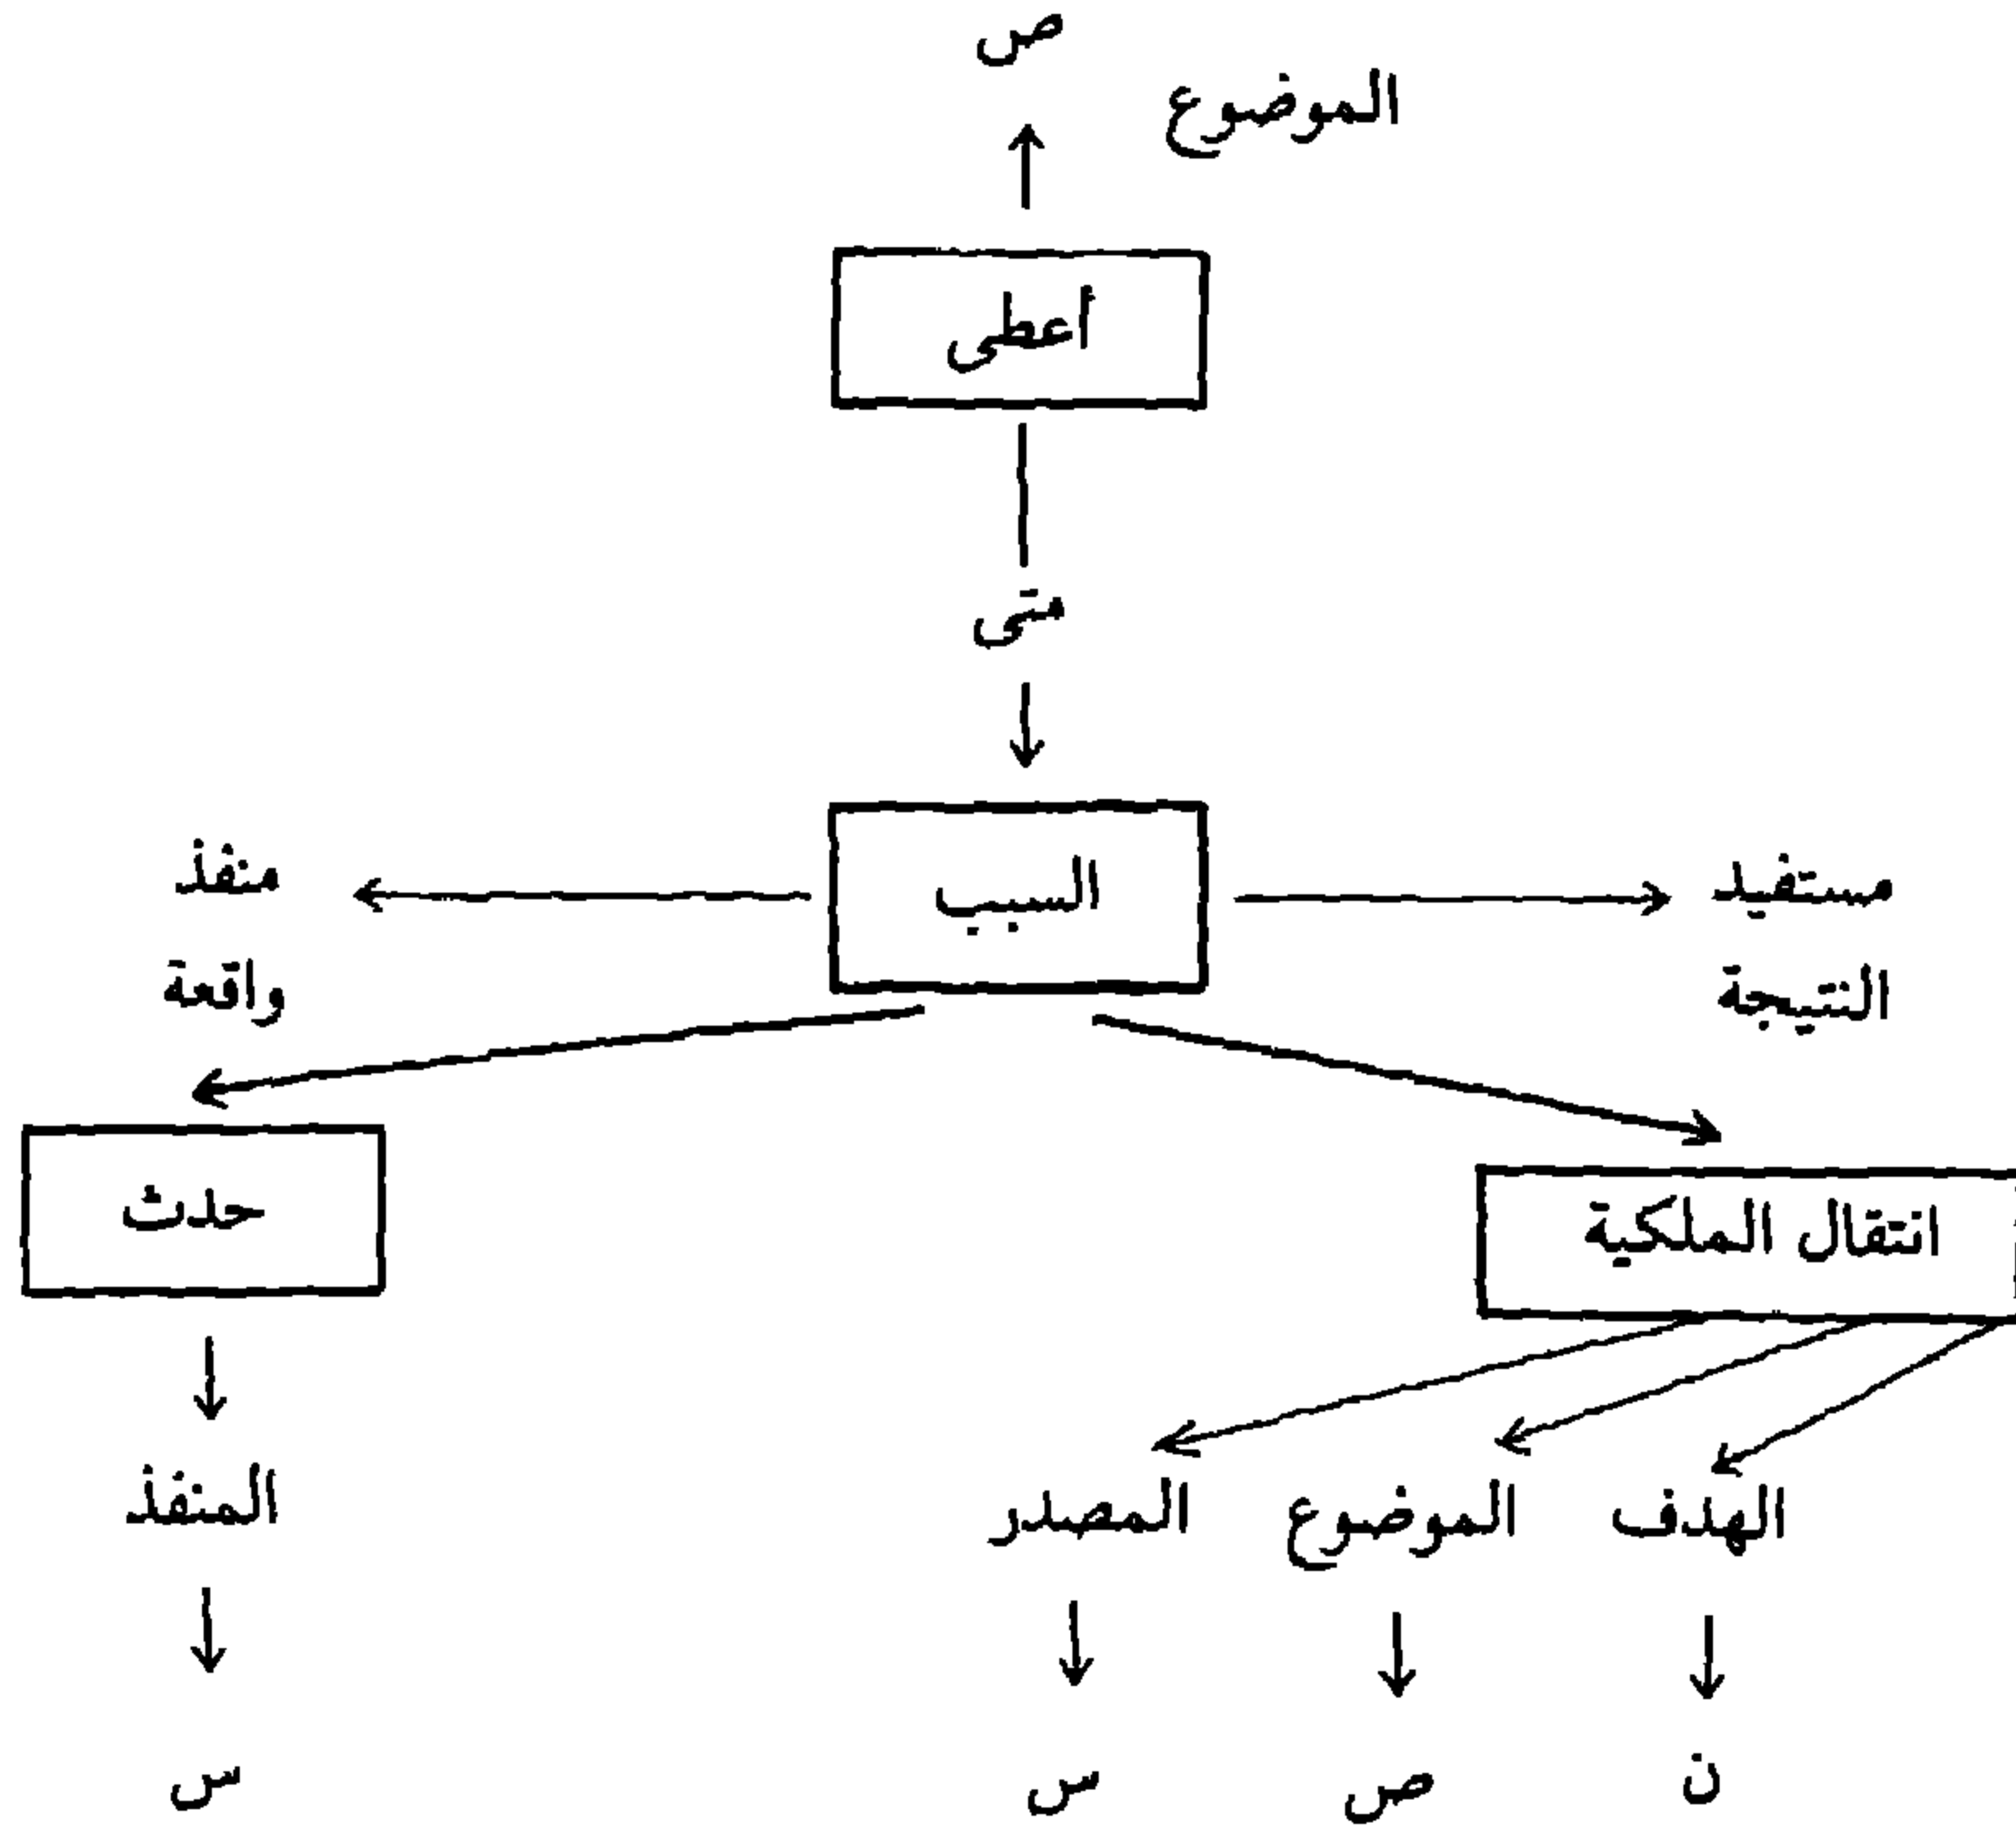 ص
الموضوع
أعطى
متى
مستفيد السبب منفذ
النتيجة واقعة
حدث
انتقال الملكية
الهدف الموضوع المصدر المنفذ
ن ص س س